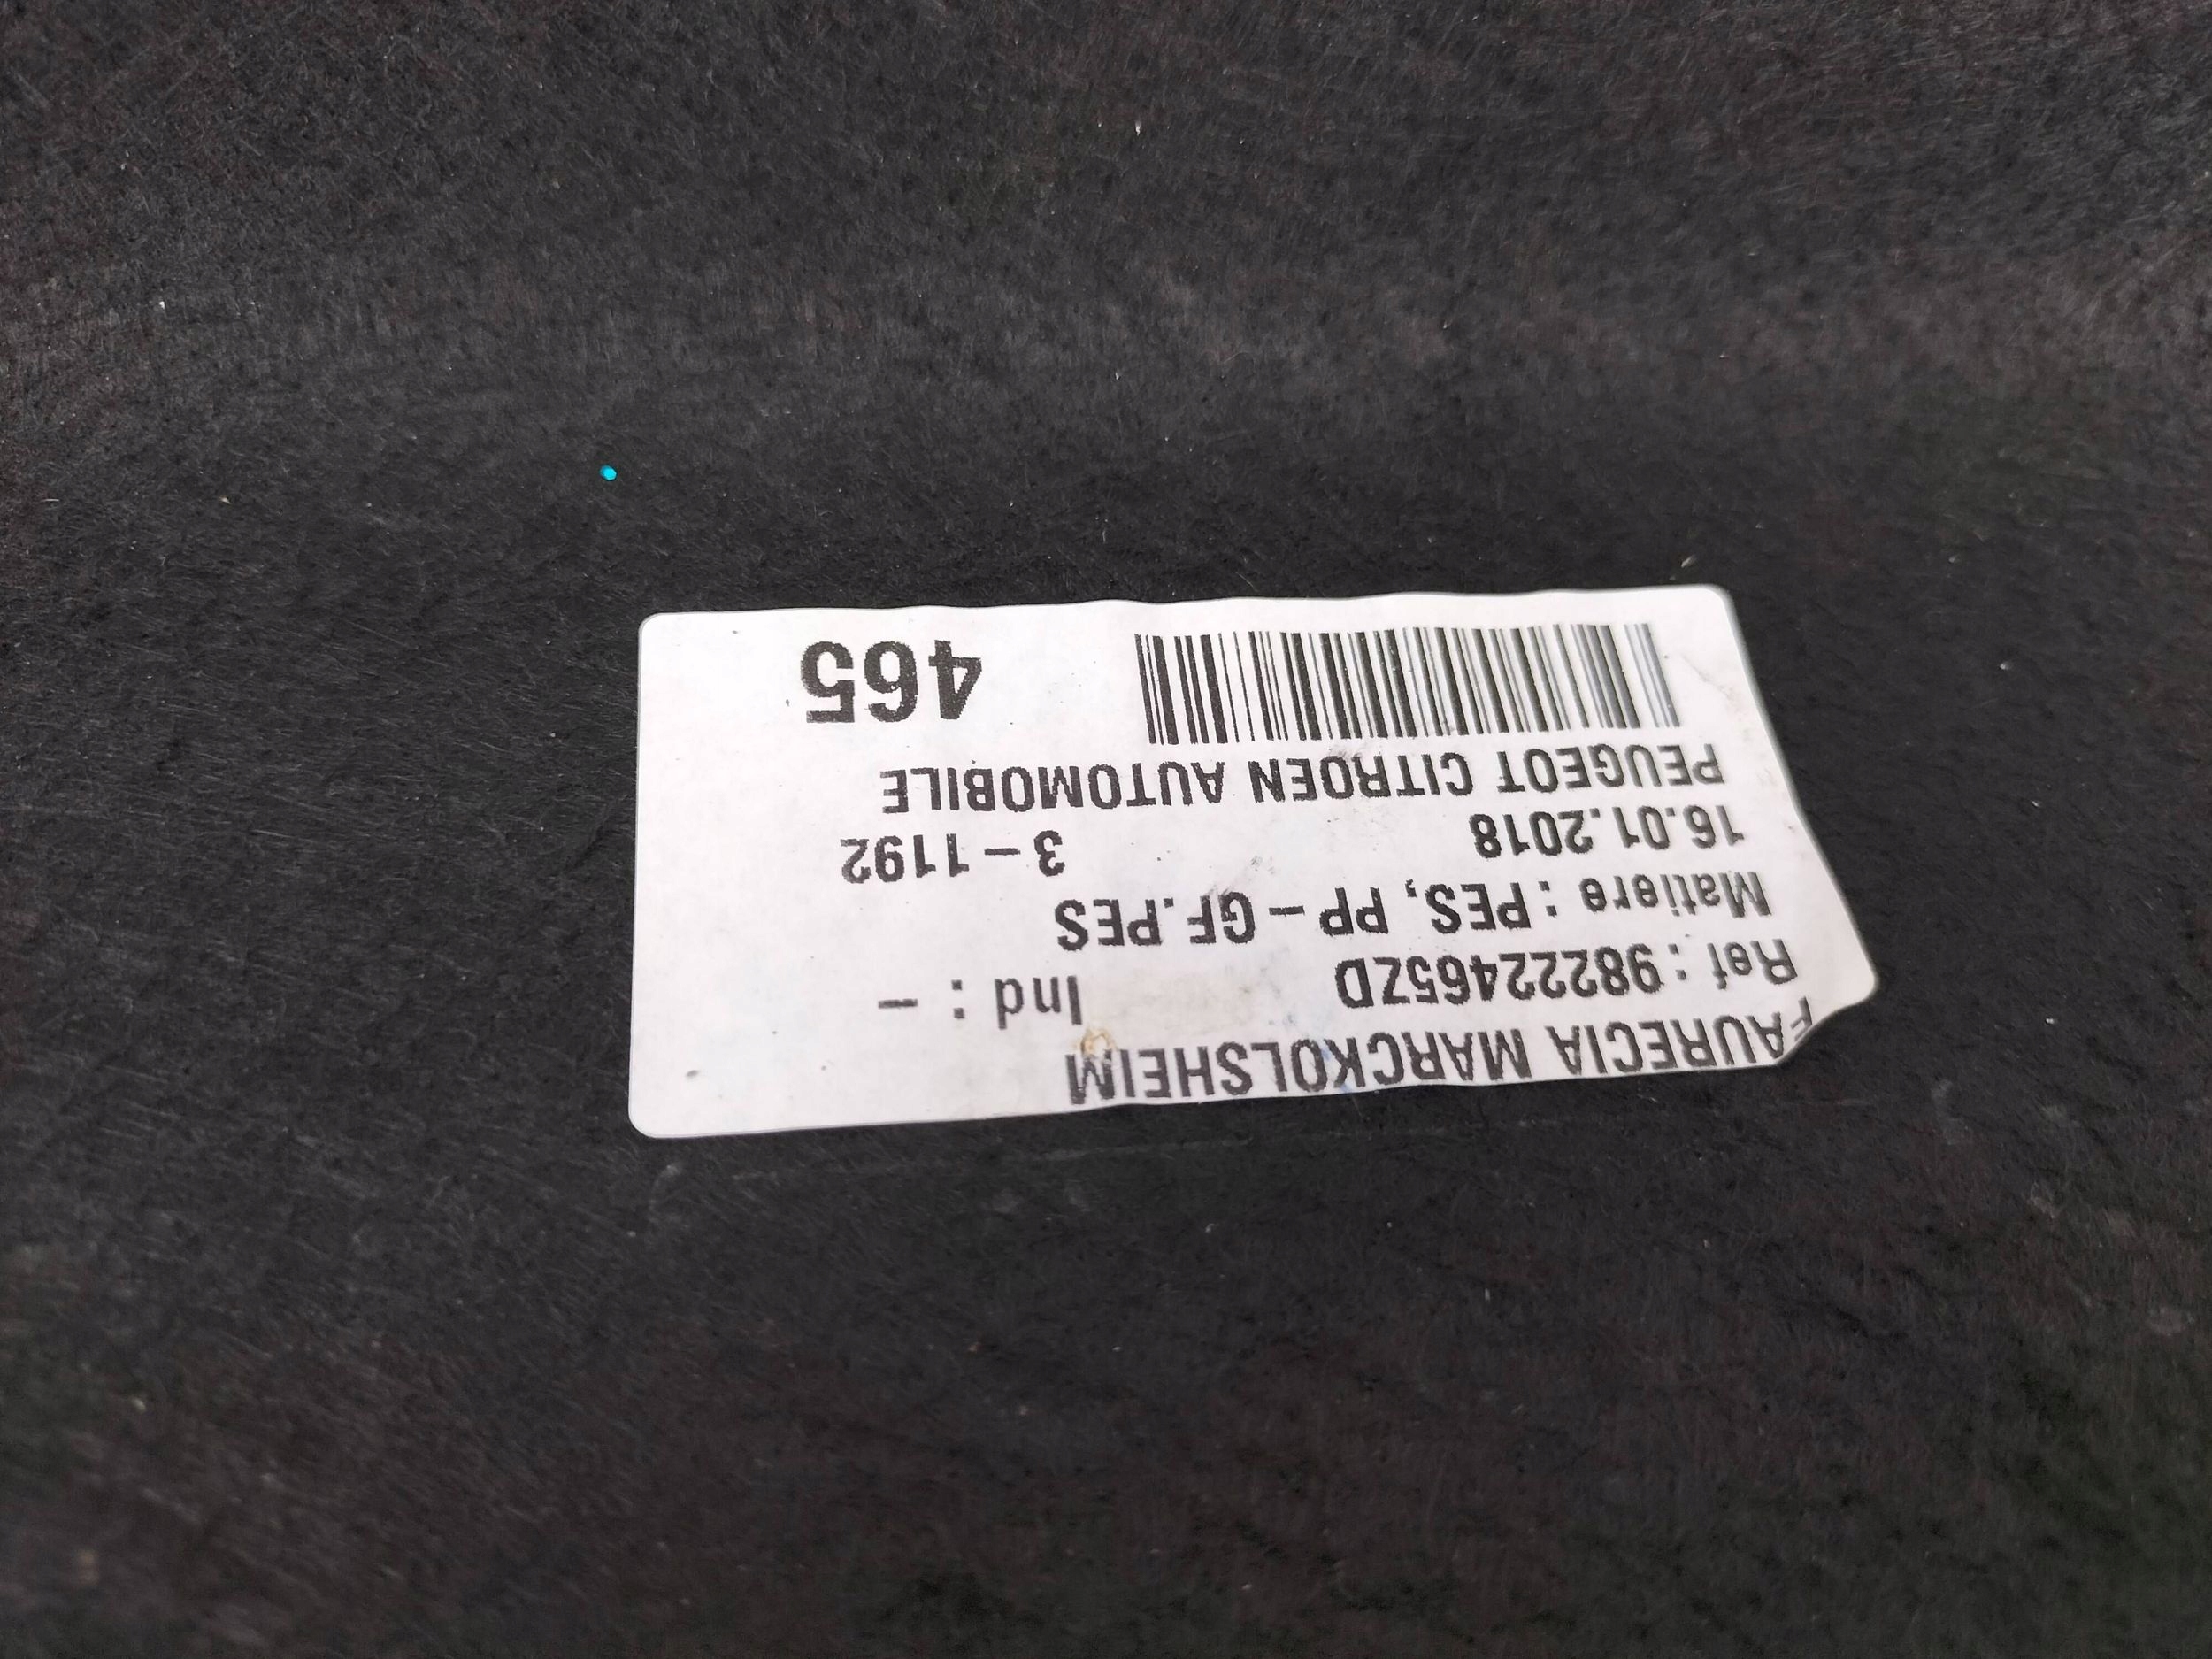 FAURECIA MARCKOLSHEIM
Ref : 98222465ZD Ind : -
Matiere : PES, PP-GF.PES
16.01.2018 3-1192
PEUGEOT CITROEN AUTOMOBILE
465